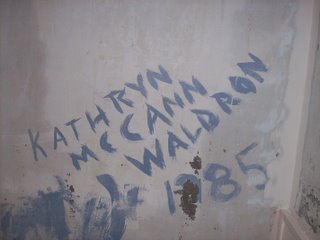 KATHRYN
McCANN
WALDRON
1985